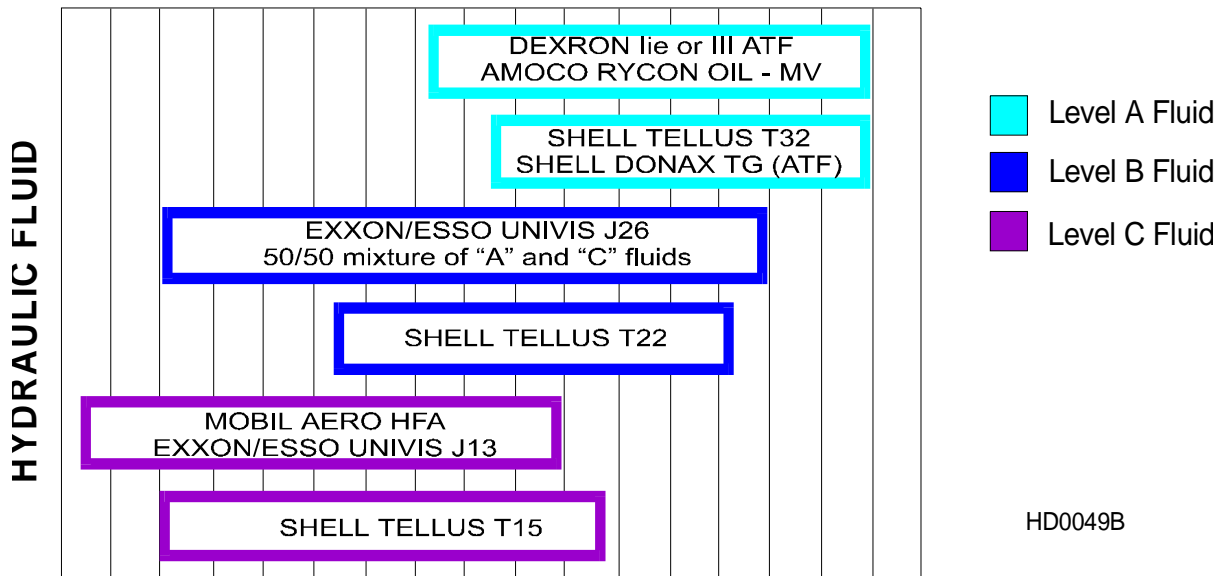 HYDRAULIC FLUID
DEXRON Iie or III ATF
AMOCO RYCON OIL - MV
SHELL TELLUS T32
SHELL DONAX TG (ATF)
EXXON/ESSO UNIVIS J26
50/50 mixture of “A” and “C” fluids
SHELL TELLUS T22
MOBIL AERO HFA
EXXON/ESSO UNIVIS J13
SHELL TELLUS T15
Level A Fluid
Level B Fluid
Level C Fluid
HD0049B